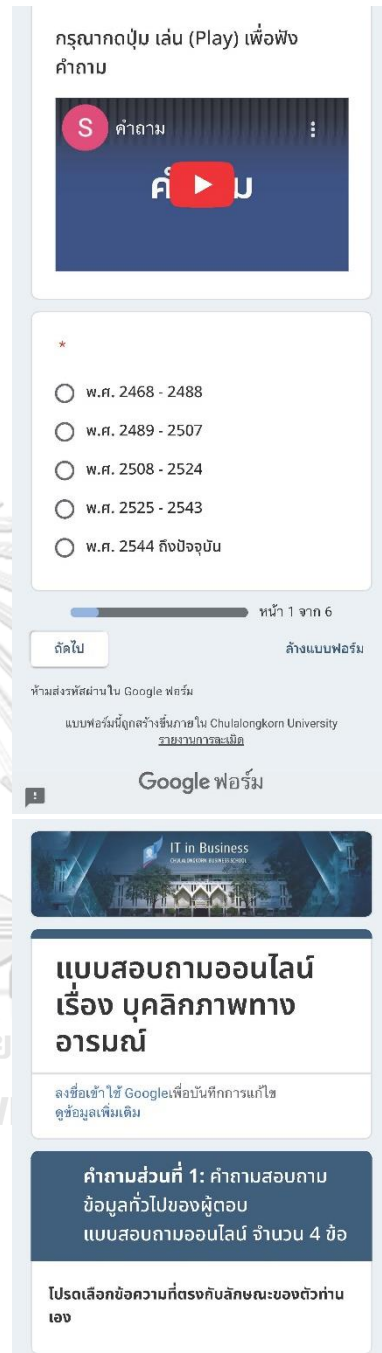 กรุณากดปุ่ม เล่น (Play) เพื่อฟัง
คำถาม
S คำถาม
*
พ.ศ. 2468 - 2488
พ.ศ. 2489 - 2507
พ.ศ. 2508 - 2524
พ.ศ. 2525 - 2543
พ.ศ. 2544 ถึงปัจจุบัน
หน้า 1 จาก 6
ถัดไป ล้างแบบฟอร์ม
ห้ามส่งรหัสผ่านใน Google ฟอร์ม
แบบฟอร์มนี้ถูกสร้างขึ้นภายใน Chulalongkorn University
รายงานการละเมิด
Google ฟอร์ม
IT in Business
CHULALONGKORN BUSINESS SCHOOL
แบบสอบถามออนไลน์
เรื่อง บุคลิกภาพทาง
อารมณ์
ลงชื่อเข้าใช้ Googleเพื่อบันทึกการแก้ไข
ดูข้อมูลเพิ่มเติม
คำถามส่วนที่ 1: คำถามสอบถาม
ข้อมูลทั่วไปของผู้ตอบ
แบบสอบถามออนไลน์ จำนวน 4 ข้อ
โปรดเลือกข้อความที่ตรงกับลักษณะของตัวท่าน
เอง